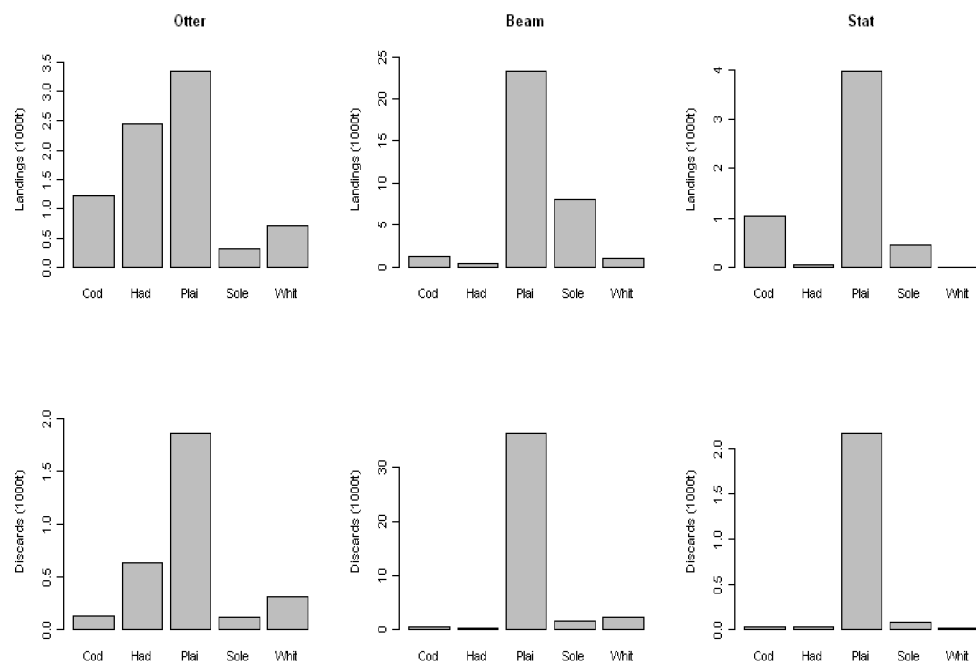 Otter
Beam
Stat
Landings (1000t)
0.0 0.5 1.0 1.5 2.0 2.5 3.0 3.5
Cod Had Plai Sole Whit
Landings (1000t)
0 5 10 15 20 25
Cod Had Plai Sole Whit
Landings (1000t)
0 1 2 3 4
Cod Had Plai Sole Whit
Discards (1000t)
0.0 0.5 1.0 1.5 2.0
Cod Had Plai Sole Whit
Discards (1000t)
0 10 20 30
Cod Had Plai Sole Whit
Discards (1000t)
0.0 0.5 1.0 1.5 2.0
Cod Had Plai Sole Whit